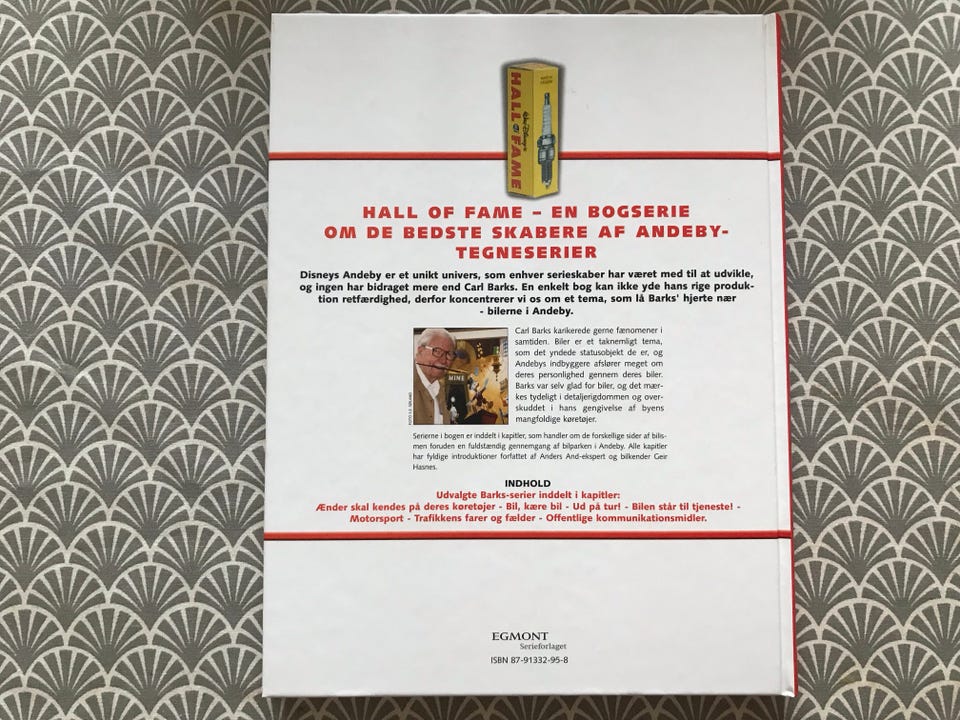 HALL OF FAME
Walt Disney's
HALL OF FAME – EN BOGSERIE
OM DE BEDSTE SKABERE AF ANDEBY-
TEGNESERIER
Disneys Andeby er et unikt univers, som enhver serieskaber har været med til at udvikle,
og ingen har bidraget mere end Carl Barks. En enkelt bog kan ikke yde hans rige produk-
tion retfærdighed, derfor koncentrerer vi os om et tema, som lå Barks' hjerte nær
- bilerne i Andeby.
MINE
Carl Barks karikerede gerne fænomener i
samtiden. Biler er et taknemligt tema,
som det yndede statusobjekt de er, og
Andebys indbyggere afslører meget om
deres personlighed gennem deres biler.
Barks var selv glad for biler, og det mær-
kes tydeligt i detaljerigdommen og over-
skuddet i hans gengivelse af byens
mangfoldige køretøjer.
Serierne i bogen er inddelt i kapitler, som handler om de forskellige sider af bilis-
men foruden en fuldstændig gennemgang af bilparken i Andeby. Alle kapitler
har fyldige introduktioner forfattet af Anders And-ekspert og bilkender Geir
Hasnes.
INDHOLD
Udvalgte Barks-serier inddelt i kapitler:
Ænder skal kendes på deres køretøjer - Bil, kære bil - Ud på tur! - Bilen står til tjeneste! -
Motorsport - Trafikkens farer og fælder - Offentlige kommunikationsmidler.
EGMONT
Serieforlaget
ISBN 87-91332-95-8